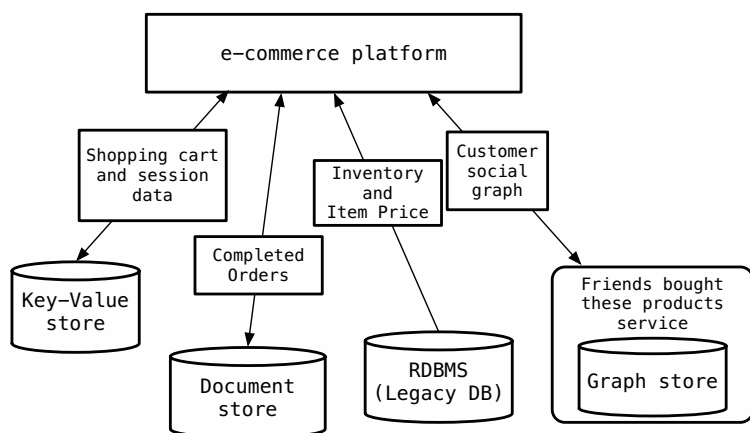 e-commerce platform
Shopping cart
and session
data
Inventory
and
Item Price
Customer
social
graph
Completed
Orders
Key-Value
store
Document
store
RDBMS
(Legacy DB)
Friends bought
these products
service
Graph store